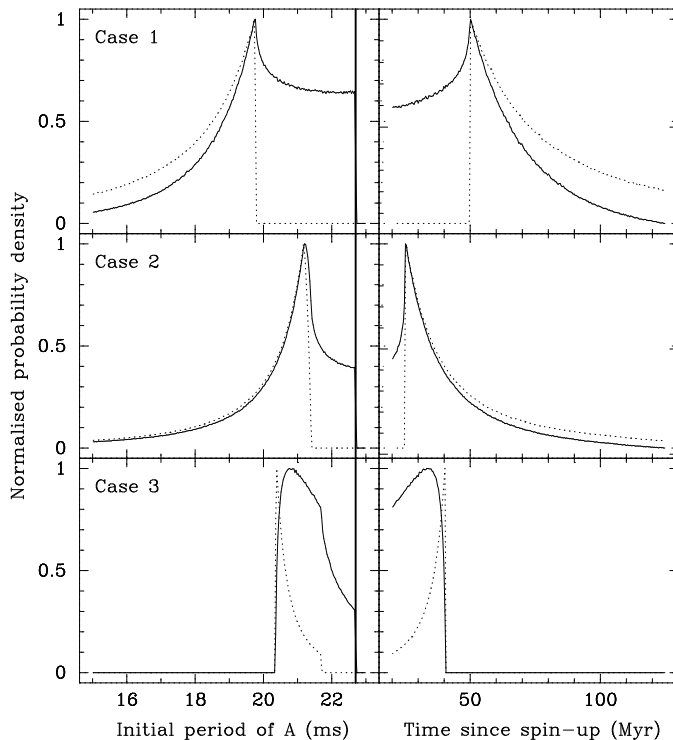 Case 1
Case 2
Case 3
Normalised probability density
1
0.5
0
1
0.5
0
1
0.5
0
16 18 20 22
50 100
Initial period of A (ms)
Time since spin-up (Myr)